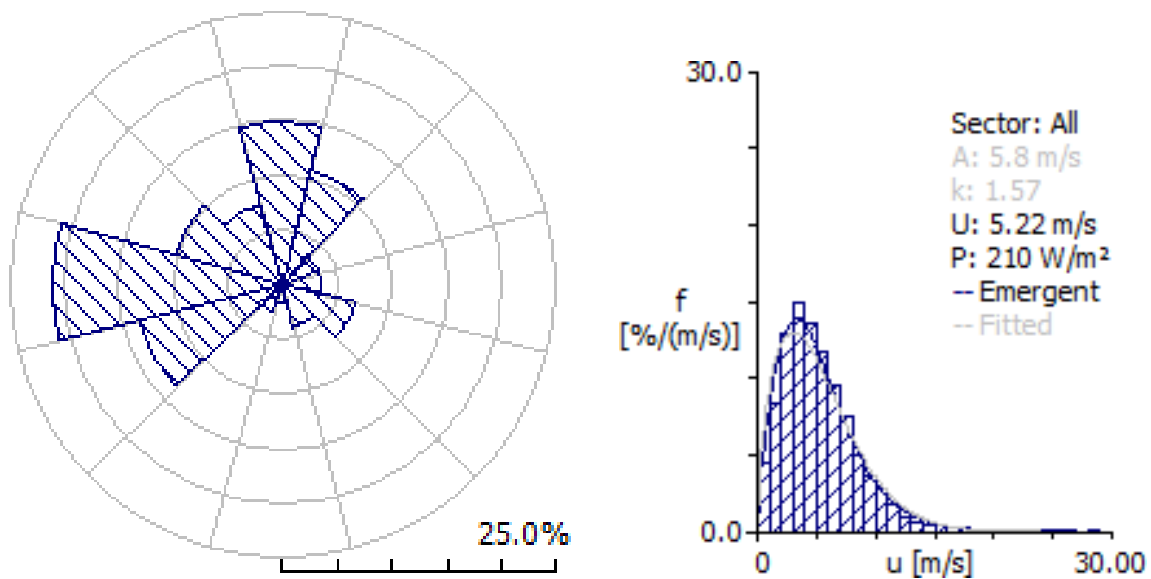 25.0%
30.0
f
[%/(m/s)]
0.0
0
u [m/s]
30.00
Sector: All
A: 5.8 m/s
k: 1.57
U: 5.22 m/s
P: 210 W/m²
-- Emergent
-- Fitted